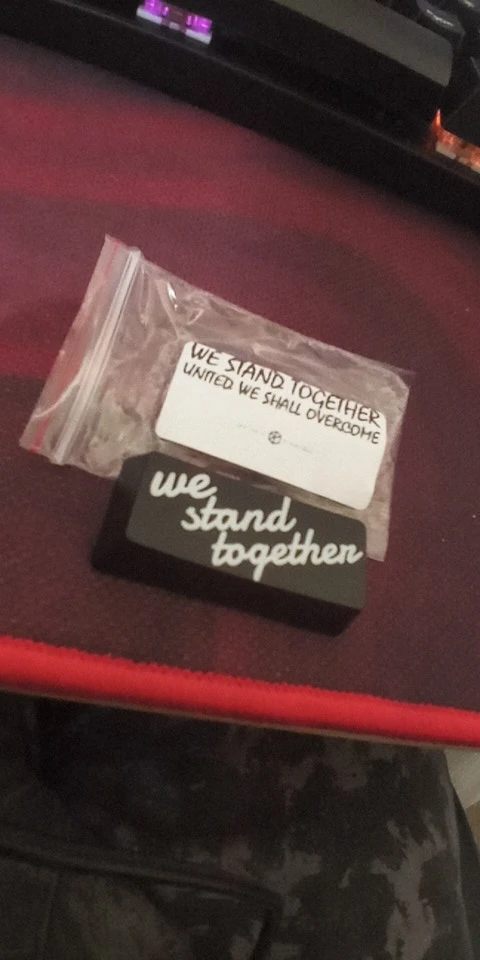 WE STAND TOGETHER
UNITED WE SHALL OVERCOME
we
stand
together